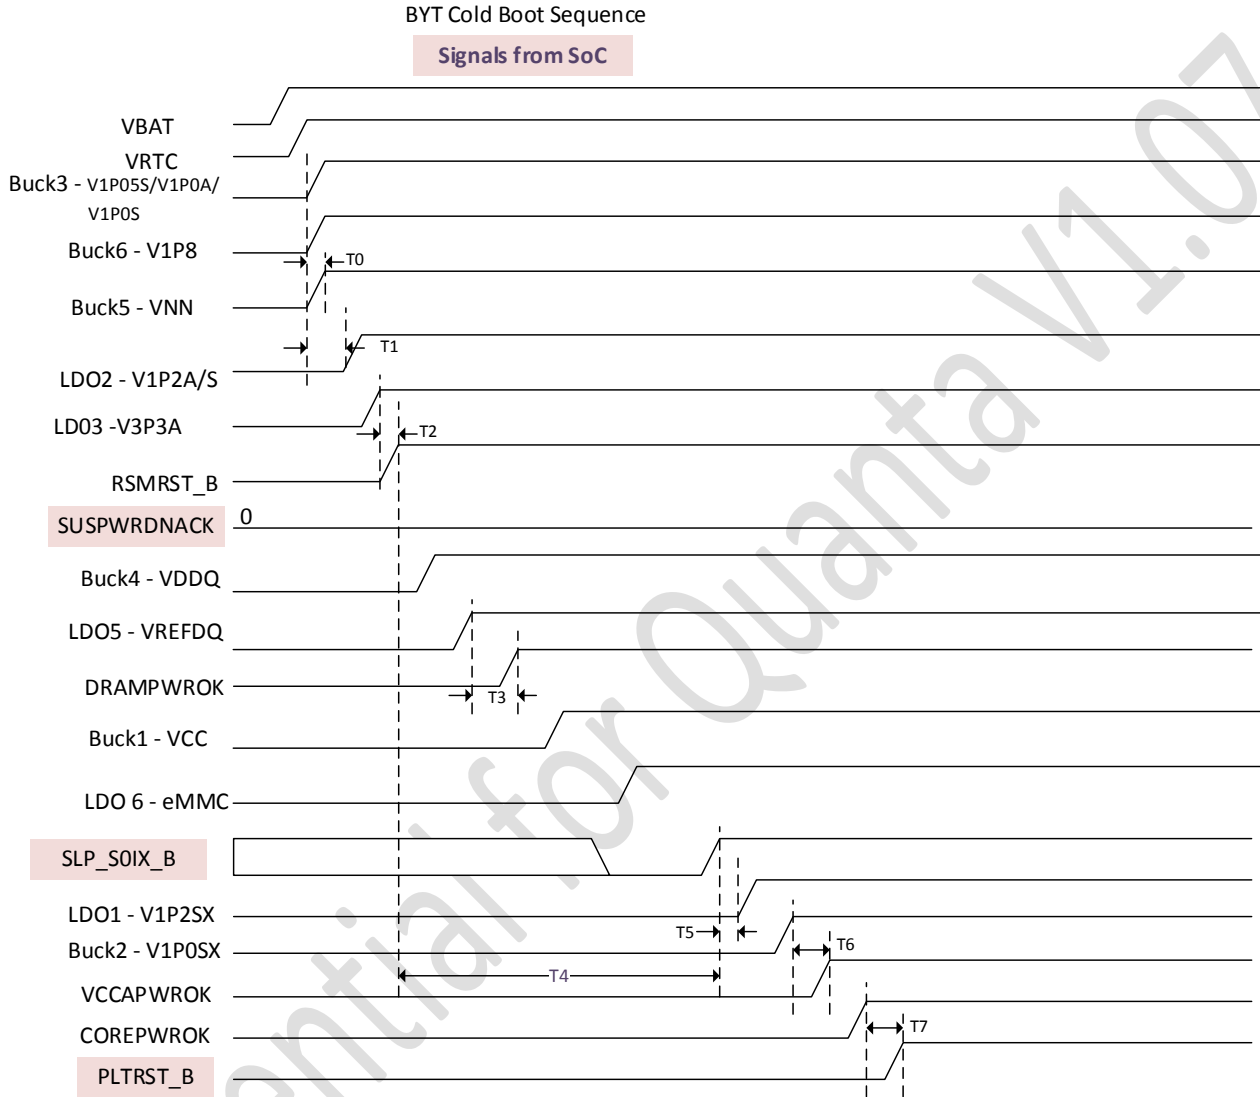 BYT Cold Boot Sequence
Signals from SoC
VBAT
VRTC
Buck3 - V1P05S/V1P0A/
V1P0S
Buck6 - V1P8
T0
Buck5 - VNN
T1
LDO2 - V1P2A/S
LD03 -V3P3A
T2
RSMRST_B
SUSPWRDNACK 0
Buck4 - VDDQ
LDO5 - VREFDQ
DRAMPWROK
T3
Buck1 - VCC
LDO 6 - eMMC
SLP_S0IX_B
LDO1 - V1P2SX
T5
Buck2 - V1P0SX
T6
T4
VCCAPWROK
COREPWROK
T7
PLTRST_B
ential for Quanta V1.07